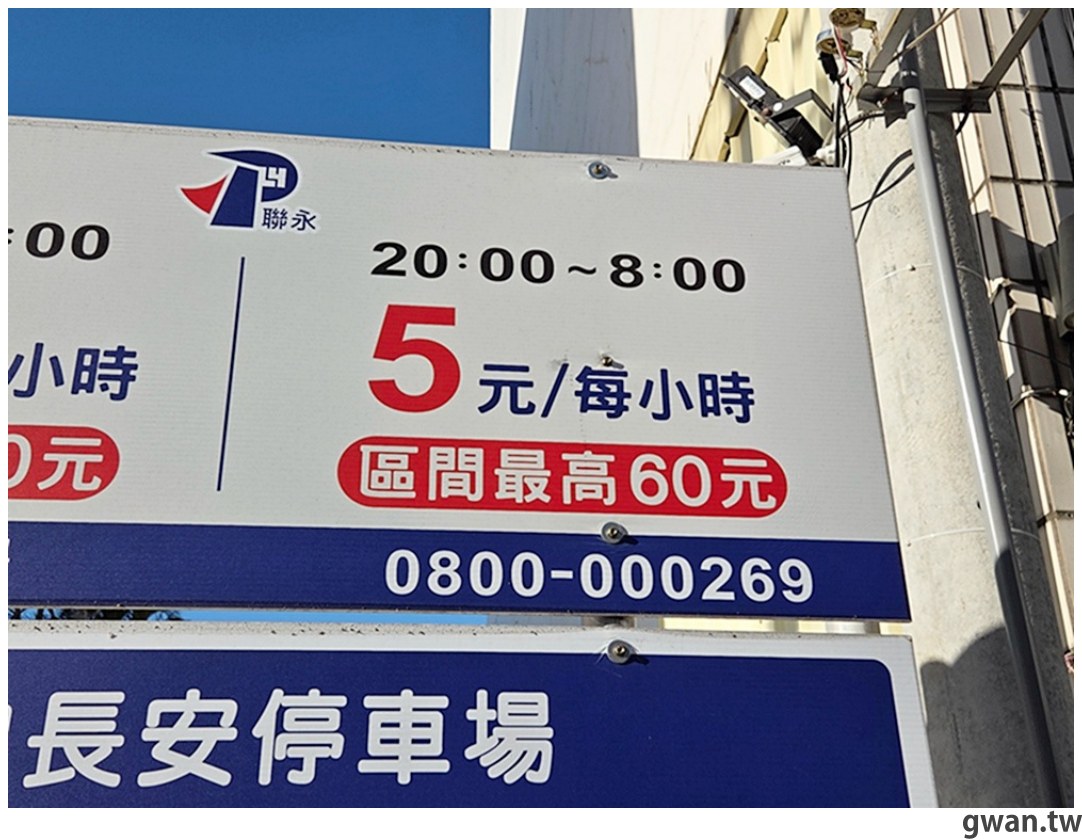 聯永
:00
20:00~8:00
小時
5元/每小時
0元
區間最高60元
0800-000269
長安停車場
gwan.tw